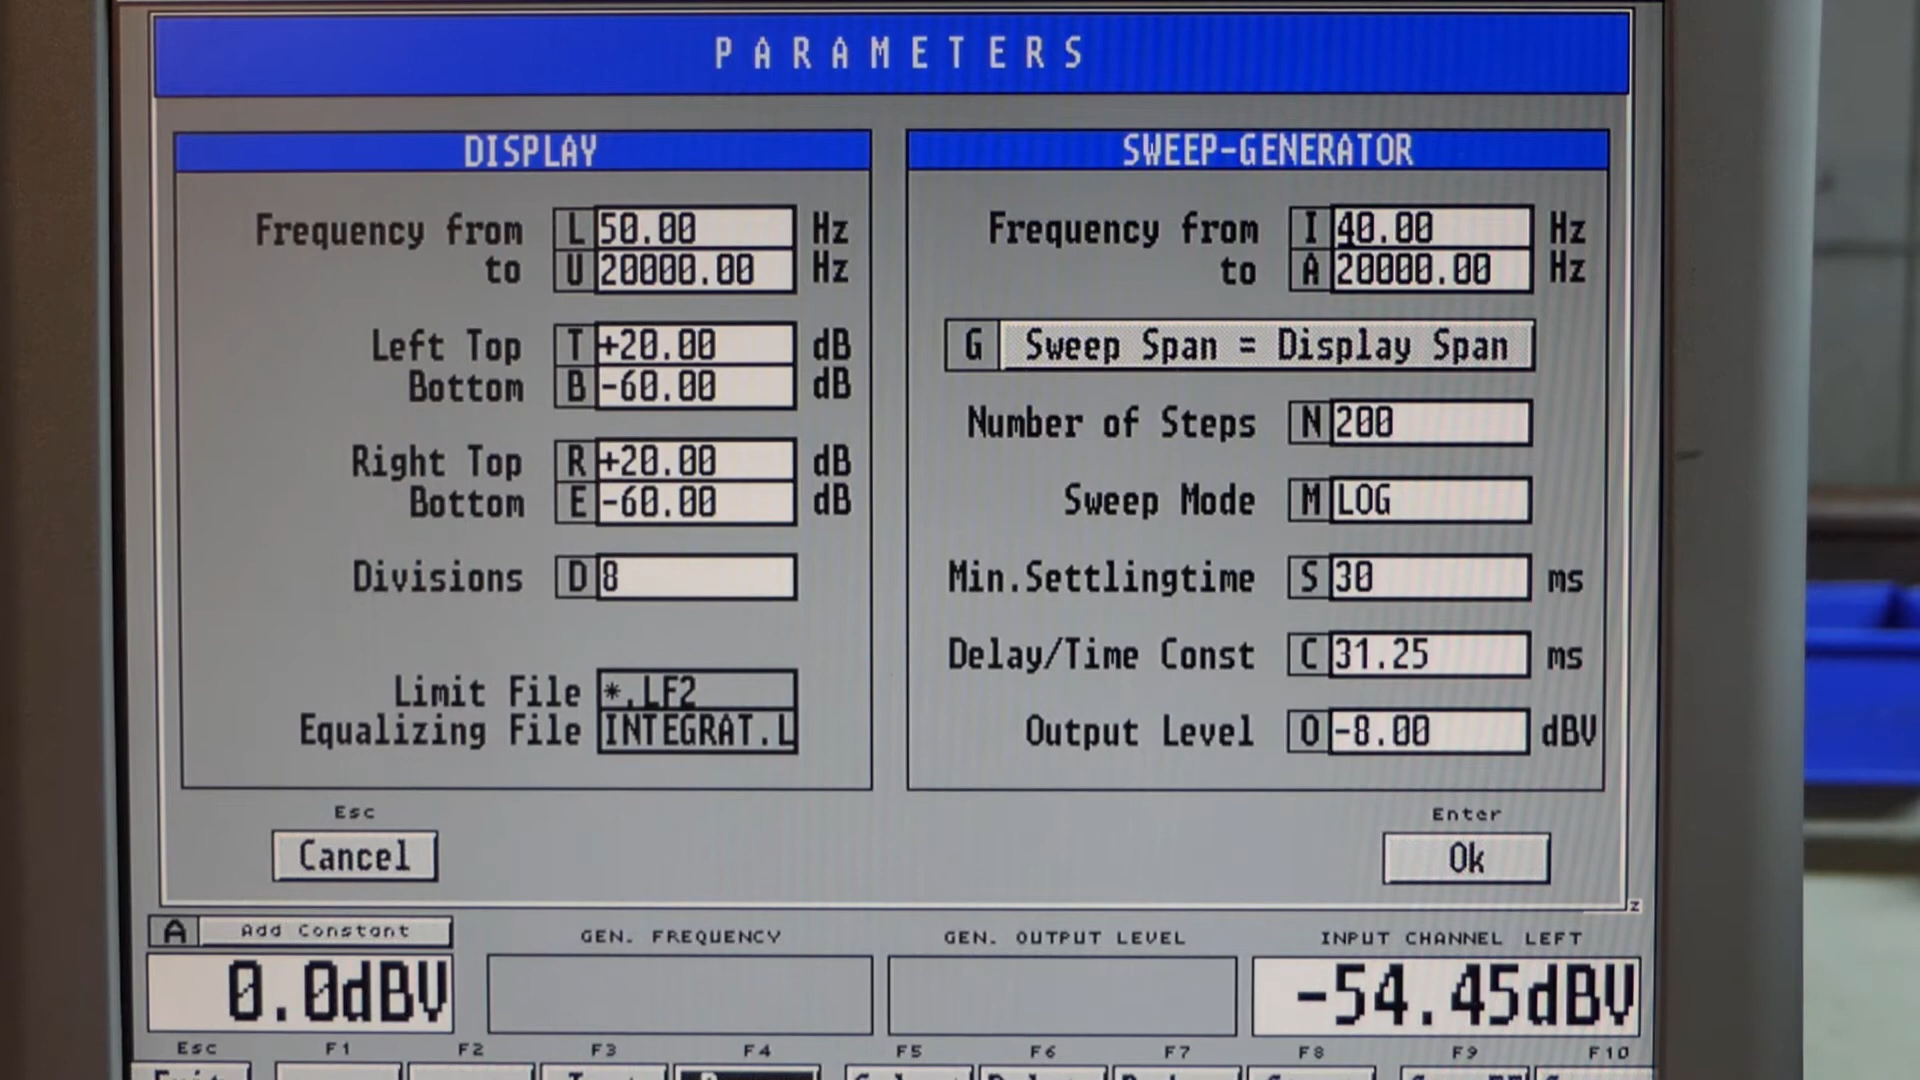 PARAMETERS
DISPLAY
Frequency from L 50.00 Hz
to U 20000.00 Hz
Left Top T +20.00 dB
Bottom B -60.00 dB
Right Top R +20.00 dB
Bottom E -60.00 dB
Divisions D 8
Limit File *.LF2
Equalizing File INTEGRAT.L
SWEEP-GENERATOR
Frequency from I 40.00 Hz
to A 20000.00 Hz
G Sweep Span = Display Span
Number of Steps N 200
Sweep Mode M LOG
Min.Settlingtime S 30 ms
Delay/Time Const C 31.25 ms
Output Level O -8.00 dBV
Esc
Cancel
Enter
Ok
z
A Add Constant
0.0dBV
GEN. FREQUENCY
GEN. OUTPUT LEVEL
INPUT CHANNEL LEFT
-54.45dBV
Esc F1 F2 F3 F4 F5 F6 F7 F8 F9 F10